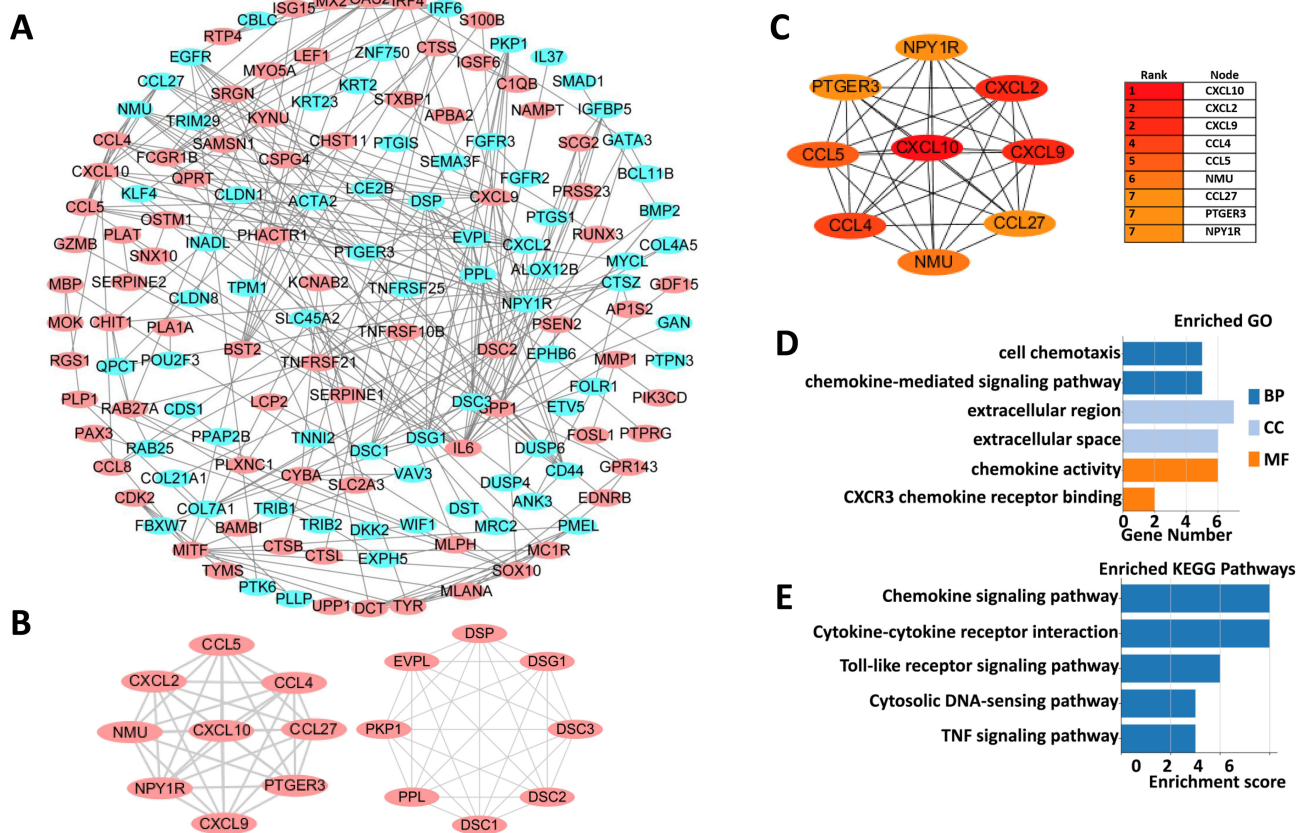 A
ISG15
MX2
OAS2
IRF4
IRF6
CBLC
S100B
RTP4
PKP1
EGFR
LEF1
ZNF750
CTSS
IGSF6
IL37
CCL27
MYO5A
KRT2
C1QB
SMAD1
SRGN
KRT23
STXBP1
NMU
TRIM29
KYNU
APBA2
NAMPT
IGFBP5
CCL4
SAMSN1
CHST11
PTGIS
FGFR3
SCG2
GATA3
FCGR1B
CSPG4
SEMA3F
CXCL10
QPRT
FGFR2
BCL11B
KLF4
CLDN1
LCE2B
PRSS23
CCL5
ACTA2
DSP
CXCL9
OSTM1
PTGS1
BMP2
GZMB
PLAT
INADL
PHACTR1
EVPL
CXCL2
RUNX3
COL4A5
SNX10
PTGER3
MYCL
MBP
SERPINE2
TPM1
KCNAB2
TNFRSF25
PPL
ALOX12B
CTSZ
GDF15
CLDN8
NPY1R
AP1S2
MOK
CHIT1
PLA1A
SLC45A2
TNFRSF10B
PSEN2
GAN
RGS1
QPCT
POU2F3
BST2
TNFRSF21
DSC2
EPHB6
MMP1
PTPN3
PLP1
RAB27A
CDS1
LCP2
SERPINE1
DSC3
SPP1
FOLR1
ETV5
PIK3CD
PAX3
RAB25
PPAP2B
TNNI2
DSC1
DSG1
IL6
DUSP6
FOSL1
PTPRG
CCL8
COL21A1
PLXNC1
CYBA
SLC2A3
VAV3
DUSP4
CD44
GPR143
CDK2
COL7A1
TRIB1
DST
ANK3
EDNRB
FBXW7
BAMBI
TRIB2
DKK2
WIF1
MRC2
PMEL
MITF
CTSB
CTSL
EXPH5
MLPH
MC1R
TYMS
SOX10
PTK6
PLLP
UPP1
DCT
TYR
MLANA
B
CCL5
CXCL2
CCL4
NMU
CXCL10
CCL27
NPY1R
PTGER3
CXCL9
DSP
EVPL
DSG1
PKP1
DSC3
PPL
DSC2
DSC1
C
NPY1R
PTGER3
CXCL2
CCL5
CXCL10
CXCL9
CCL4
CCL27
NMU
Rank Node
1 CXCL10
2 CXCL2
2 CXCL9
4 CCL4
5 CCL5
6 NMU
7 CCL27
7 PTGER3
7 NPY1R
D
Enriched GO
cell chemotaxis
chemokine-mediated signaling pathway
extracellular region
extracellular space
chemokine activity
CXCR3 chemokine receptor binding
0 2 4 6
Gene Number
BP
CC
MF
E
Enriched KEGG Pathways
Chemokine signaling pathway
Cytokine-cytokine receptor interaction
Toll-like receptor signaling pathway
Cytosolic DNA-sensing pathway
TNF signaling pathway
0 2 4 6
Enrichment score